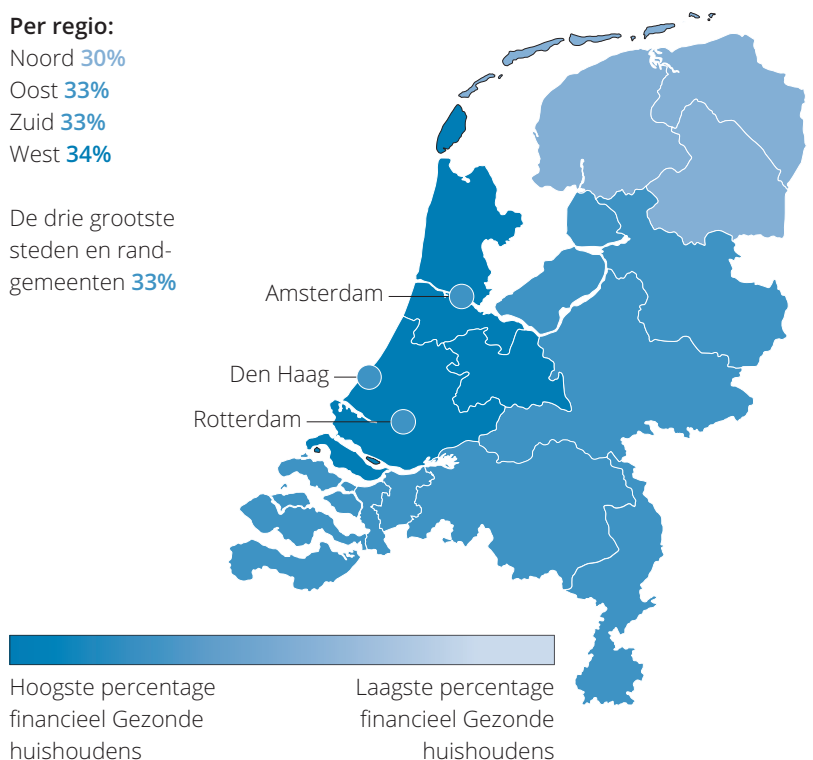 Per regio:
Noord 30%
Oost 33%
Zuid 33%
West 34%
De drie grootste
steden en rand-
gemeenten 33%
Amsterdam
Den Haag
Rotterdam
Hoogste percentage
financieel Gezonde
huishoudens
Laagste percentage
financieel Gezonde
huishoudens